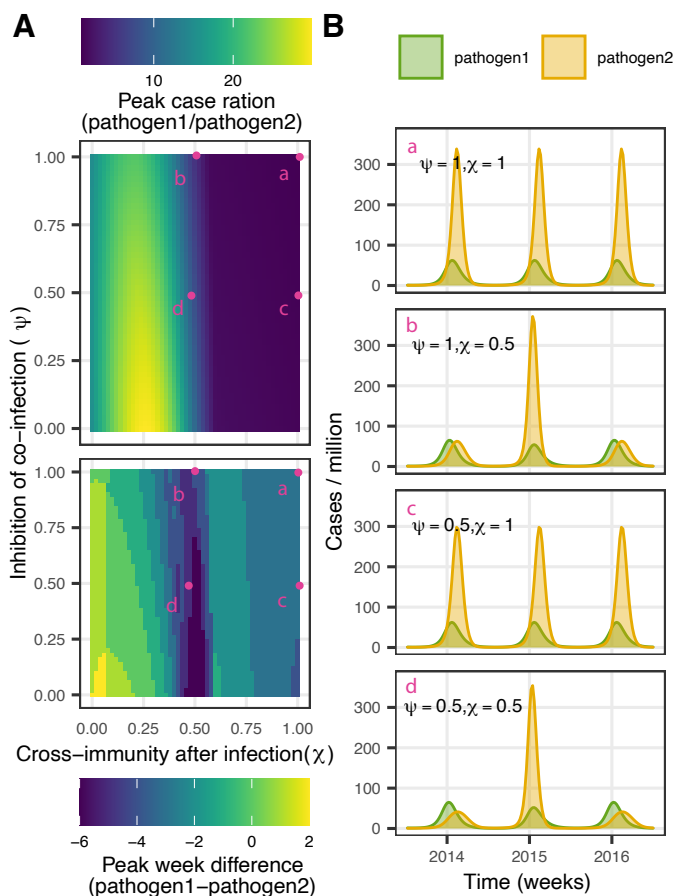 A
10 20
Peak case ration
(pathogen1/pathogen2)
1.00
0.75
0.50
0.25
0.00
b
a
d
c
1.00
0.75
0.50
0.25
0.00
b
a
d
c
Inhibition of co−infection ( ψ)
0.00 0.25 0.50 0.75 1.00
Cross−immunity after infection(χ)
−6 −4 −2 0 2
Peak week difference
(pathogen1−pathogen2)
B
pathogen1 pathogen2
a
ψ = 1,χ = 1
300
200
100
0
b
ψ = 1,χ = 0.5
300
200
100
0
c
ψ = 0.5,χ = 1
300
200
100
0
d
ψ = 0.5,χ = 0.5
300
200
100
0
Cases / million
2014 2015 2016
Time (weeks)